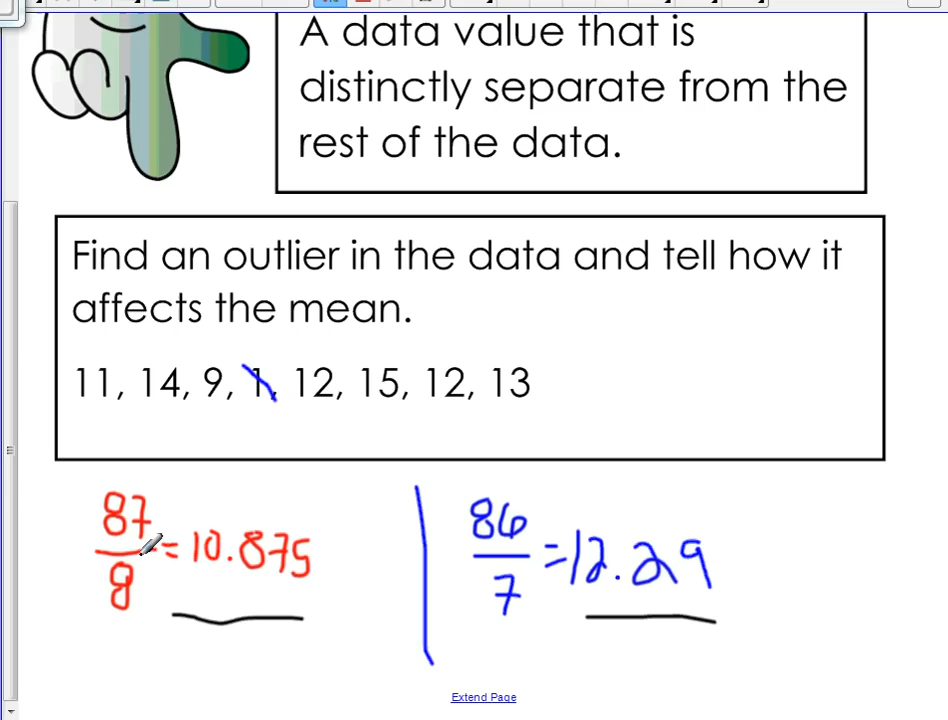 A data value that is
distinctly separate from the
rest of the data.
Find an outlier in the data and tell how it
affects the mean.
11, 14, 9, 1, 12, 15, 12, 13
87/8 = 10.875
86/7 = 12.29
Extend Page